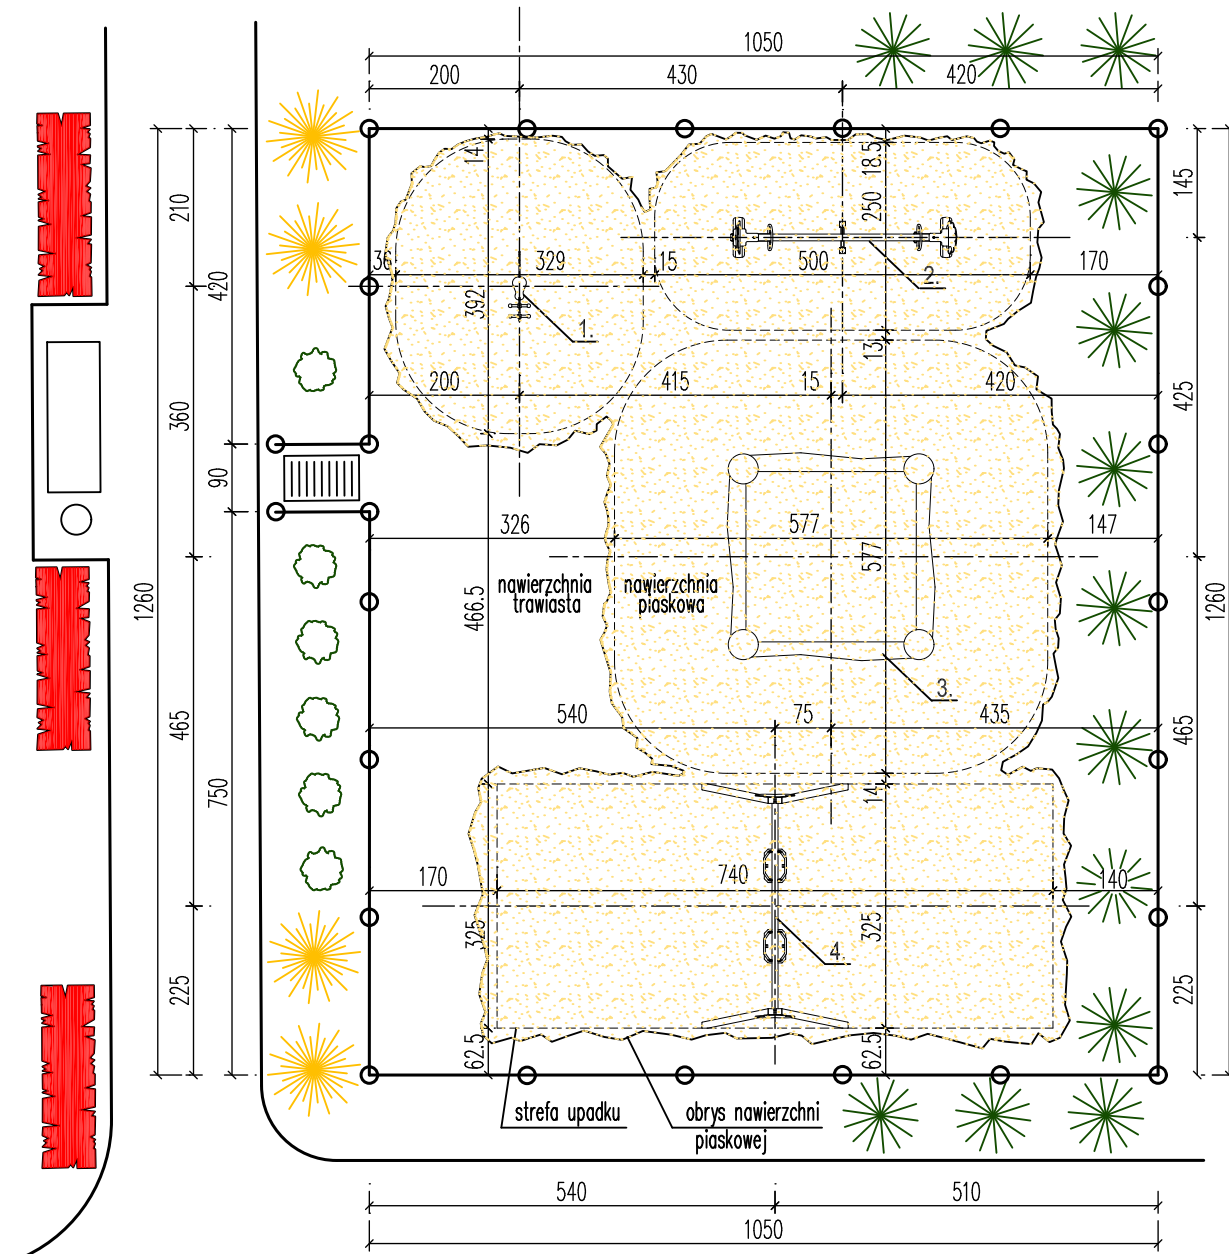 1050
200 430 420
14
18.5
145
210
250
36 329 15 500 170
2.
420
392
1.
13
200 415 15 420
425
360
90
326 577 147
577
nawierzchnia
trawiasta
nawierzchnia
piaskowa
466.5
1260
1260
3.
540 75 435
465
465
750
14
170 740 140
325
325
4.
225
225
62.5
62.5
strefa upadku
obrys nawierzchni
piaskowej
540 510
1050